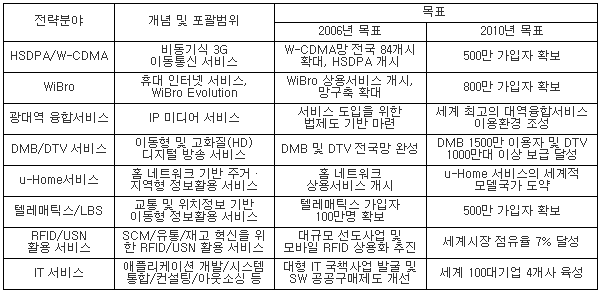 전략분야 개념 및 포괄범위 목표
2006년 목표 2010년 목표
HSDPA/W-CDMA 비동기식 3G 이동통신 서비스 W-CDMA망 전국 84개시 확대, HSDPA 개시 500만 가입자 확보
WiBro 휴대 인터넷 서비스, WiBro Evolution WiBro 상용서비스 개시, 망구축 확대 800만 가입자 확보
광대역 융합서비스 IP 미디어 서비스 서비스 도입을 위한 법제도 기반 마련 세계 최고의 대역융합서비스 이용환경 조성
DMB/DTV 서비스 이동형 및 고화질(HD) 디지털 방송 서비스 DMB 및 DTV 전국망 완성 DMB 1500만 이용자 및 DTV 1000만대 이상 보급 달성
u-Home서비스 홈 네트워크 기반 주거·지역형 정보활용 서비스 홈 네트워크 상용서비스 개시 u-Home 서비스의 세계적 모델국가 도약
텔레매틱스/LBS 교통 및 위치정보 기반 이동형 정보활용 서비스 텔레매틱스 가입자 100만명 확보 500만 가입자 확보
RFID/USN 활용 서비스 SCM/유통/재고 혁신을 위한 RFID/USN 활용 서비스 대규모 선도사업 및 모바일 RFID 상용화 추진 세계시장 점유율 7% 달성
IT 서비스 애플리케이션 개발/시스템 통합/컨설팅/아웃소싱 등 대형 IT 국책사업 발굴 및 SW 공공구매제도 개선 세계 100대기업 4개사 육성